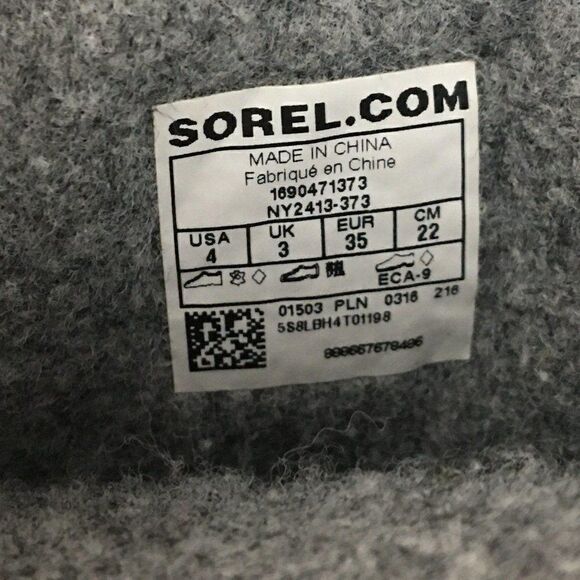 SOREL.COM
MADE IN CHINA
Fabriqué en Chine
1690471373
NY2413-373
USA UK EUR CM
4 3 35 22
ECA-9
01503 PLN 0316 216
5S8LBH4T01198